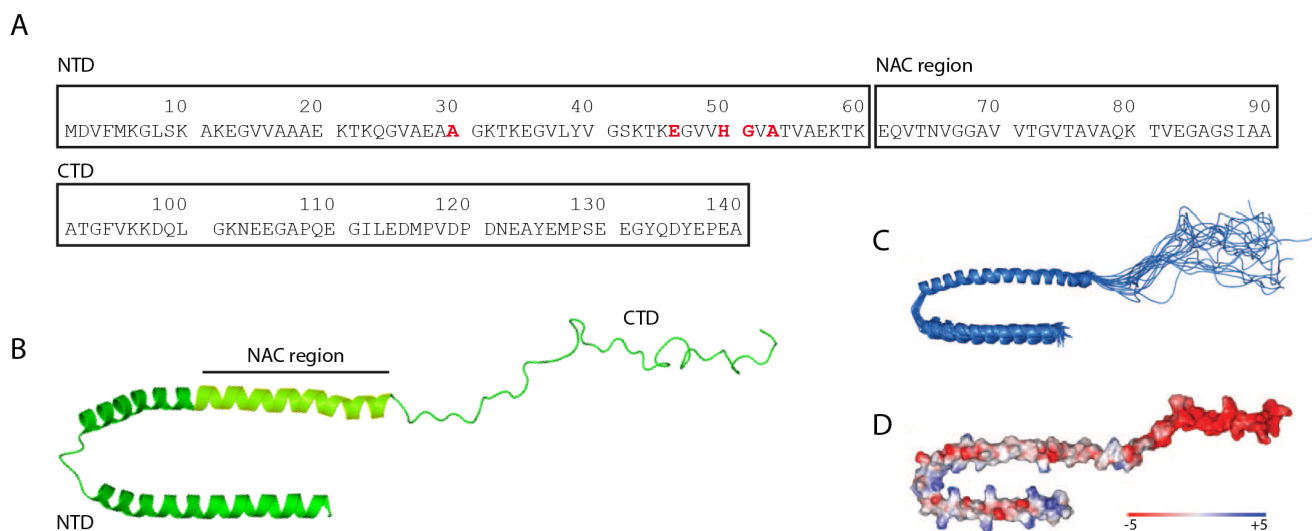 A
NTD NAC region
10 20 30 40 50 60 70 80 90
MDVFMKGLSK AKEGVVAAAE KTKQGVAEAA GKTKEGVLYV GSKTKEGVVH GVATVAEKTK EQVTNVGGAV VTGVTAVAQK TVEGAGSIAA
CTD
100 110 120 130 140
ATGFVKKDQL GKNEEGAPQE GILEDMPVDP DNEAYEMPSE EGYQDYEPEA
C
B
NAC region
CTD
NTD
D
-5 +5